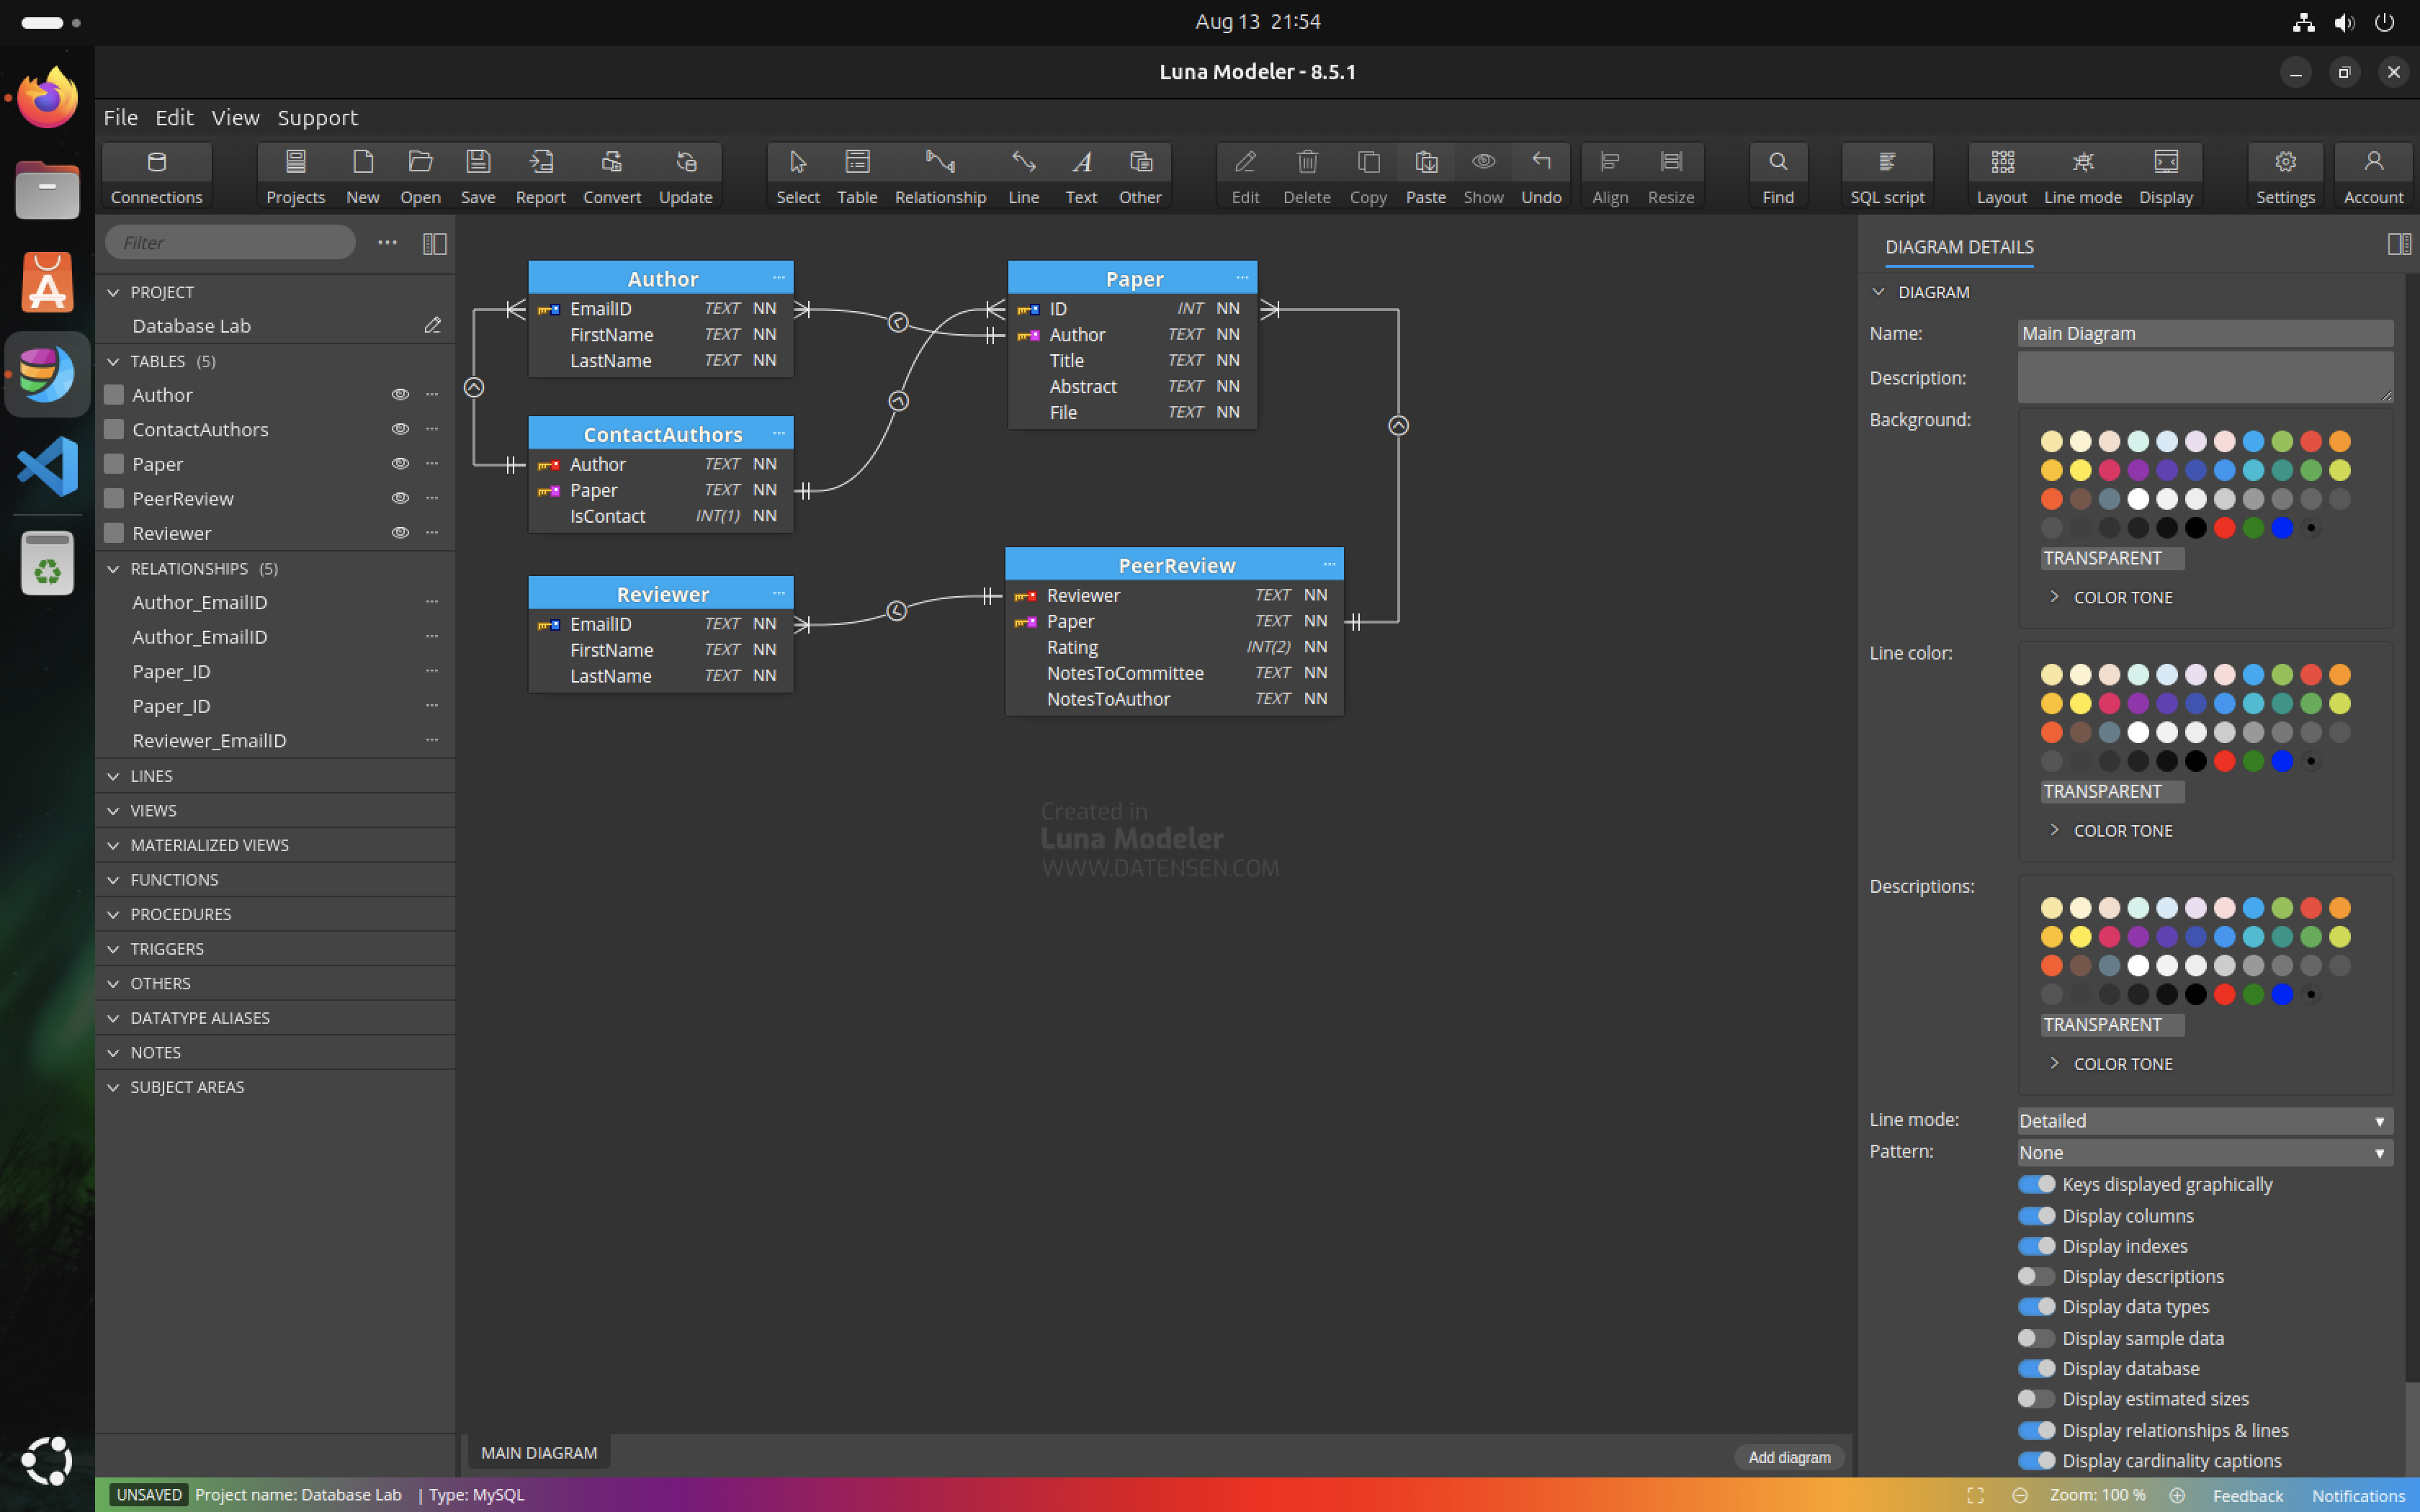 Aug 13 21:54
Luna Modeler - 8.5.1
File Edit View Support
Connections Projects New Open Save Report Convert Update Select Table Relationship Line Text Other Edit Delete Copy Paste Show Undo Align Resize Find SQL script Layout Line mode Display Settings Account
Filter
PROJECT
Database Lab
TABLES (5)
Author
ContactAuthors
Paper
PeerReview
Reviewer
RELATIONSHIPS (5)
Author_EmailID
Author_EmailID
Paper_ID
Paper_ID
Reviewer_EmailID
LINES
VIEWS
MATERIALIZED VIEWS
FUNCTIONS
PROCEDURES
TRIGGERS
OTHERS
DATATYPE ALIASES
NOTES
SUBJECT AREAS
Author
EmailID TEXT NN
FirstName TEXT NN
LastName TEXT NN
ContactAuthors
Author TEXT NN
Paper TEXT NN
IsContact INT(1) NN
Reviewer
EmailID TEXT NN
FirstName TEXT NN
LastName TEXT NN
Paper
ID INT NN
Author TEXT NN
Title TEXT NN
Abstract TEXT NN
File TEXT NN
PeerReview
Reviewer TEXT NN
Paper TEXT NN
Rating INT(2) NN
NotesToCommittee TEXT NN
NotesToAuthor TEXT NN
Created in
Luna Modeler
WWW.DATENSEN.COM
MAIN DIAGRAM
Add diagram
DIAGRAM DETAILS
DIAGRAM
Name: Main Diagram
Description:
Background:
TRANSPARENT
COLOR TONE
Line color:
TRANSPARENT
COLOR TONE
Descriptions:
TRANSPARENT
COLOR TONE
Line mode: Detailed
Pattern: None
Keys displayed graphically
Display columns
Display indexes
Display descriptions
Display data types
Display sample data
Display database
Display estimated sizes
Display relationships & lines
Display cardinality captions
UNSAVED Project name: Database Lab | Type: MySQL
Zoom: 100 % Feedback Notifications